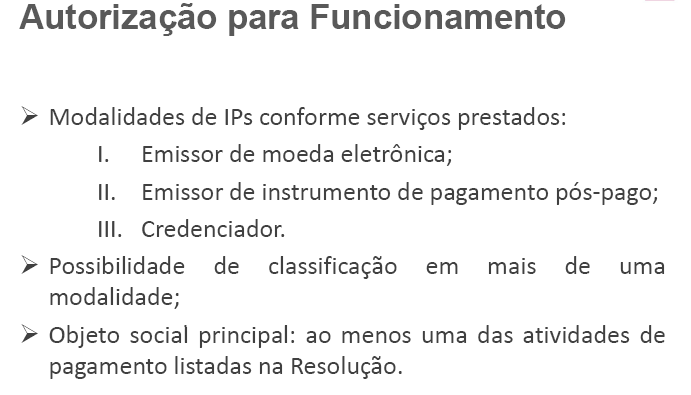 Autorização para Funcionamento
➢ Modalidades de IPs conforme serviços prestados:
I. Emissor de moeda eletrônica;
II. Emissor de instrumento de pagamento pós-pago;
III. Credenciador.
➢ Possibilidade de classificação em mais de uma
modalidade;
➢ Objeto social principal: ao menos uma das atividades de
pagamento listadas na Resolução.